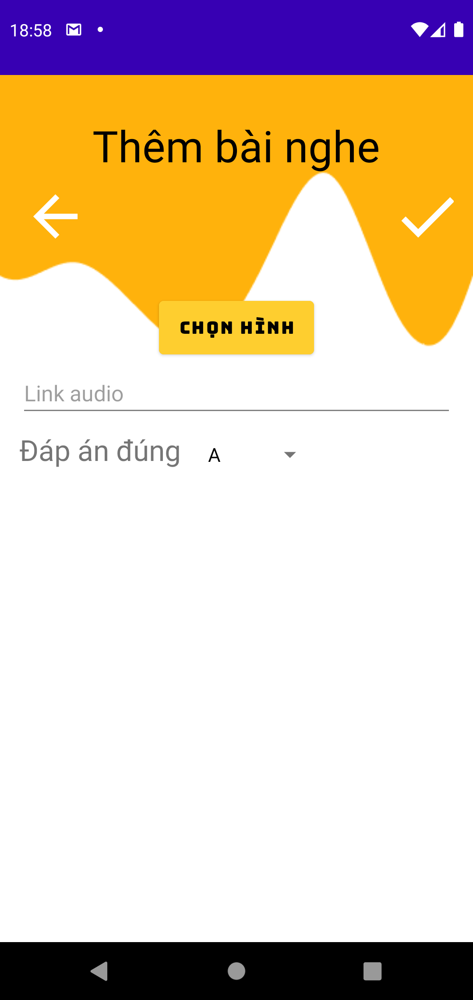 18:58
Thêm bài nghe
CHỌN HÌNH
Link audio
Đáp án đúng A